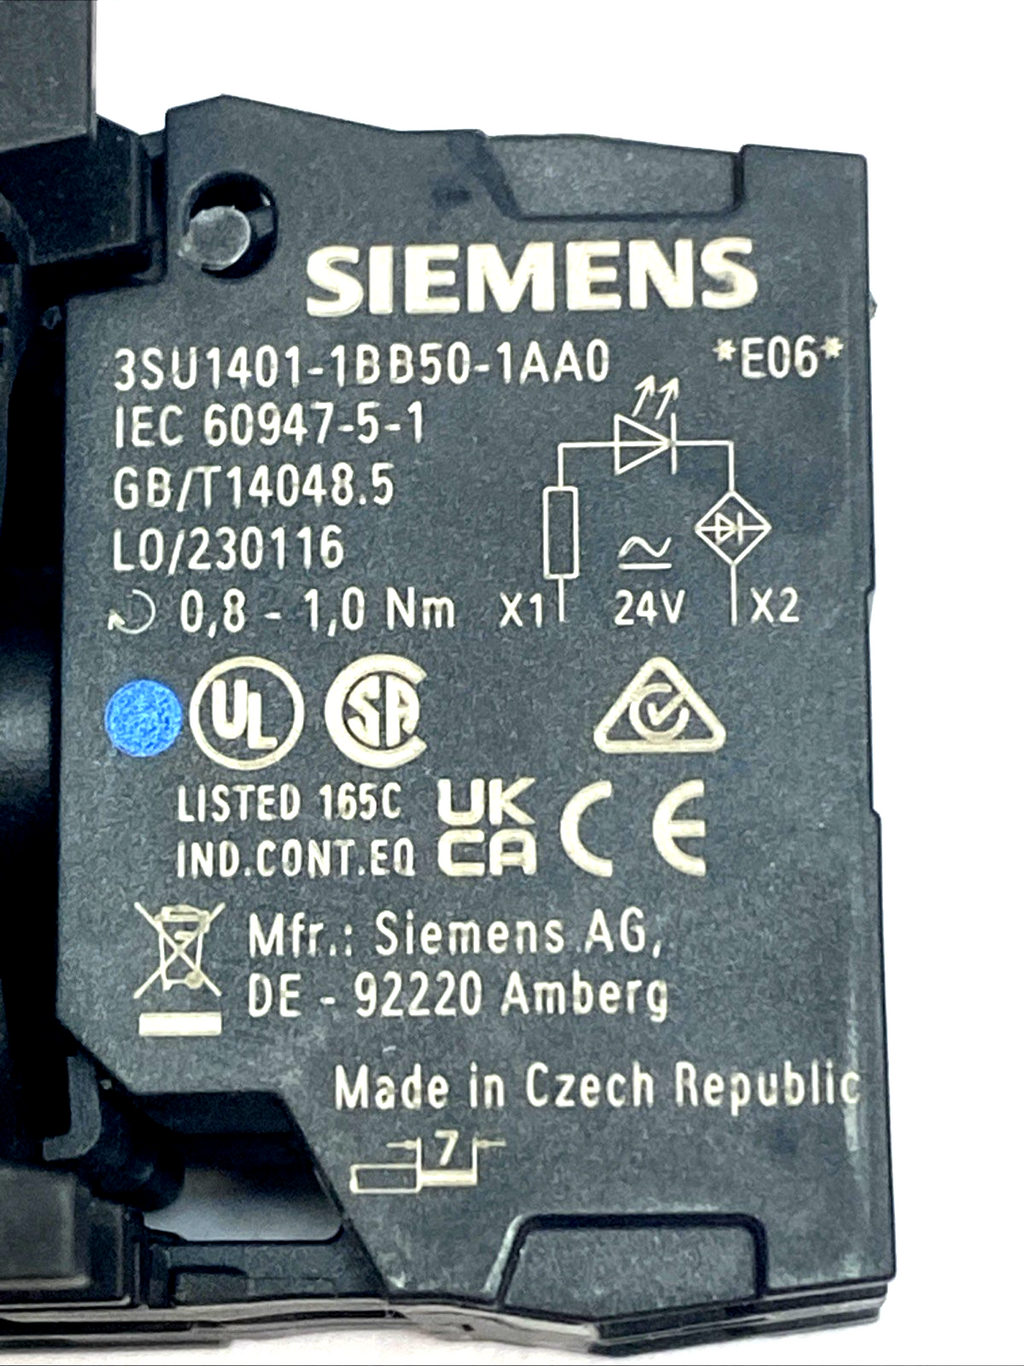 SIEMENS
3SU1401-1BB50-1AA0 *E06*
IEC 60947-5-1
GB/T14048.5
LO/230116
0,8 - 1,0 Nm X1 24V X2
UL SA
LISTED 165C UK CE
IND.CONT.EQ CA
Mfr.: Siemens AG,
DE - 92220 Amberg
Made in Czech Republic
7